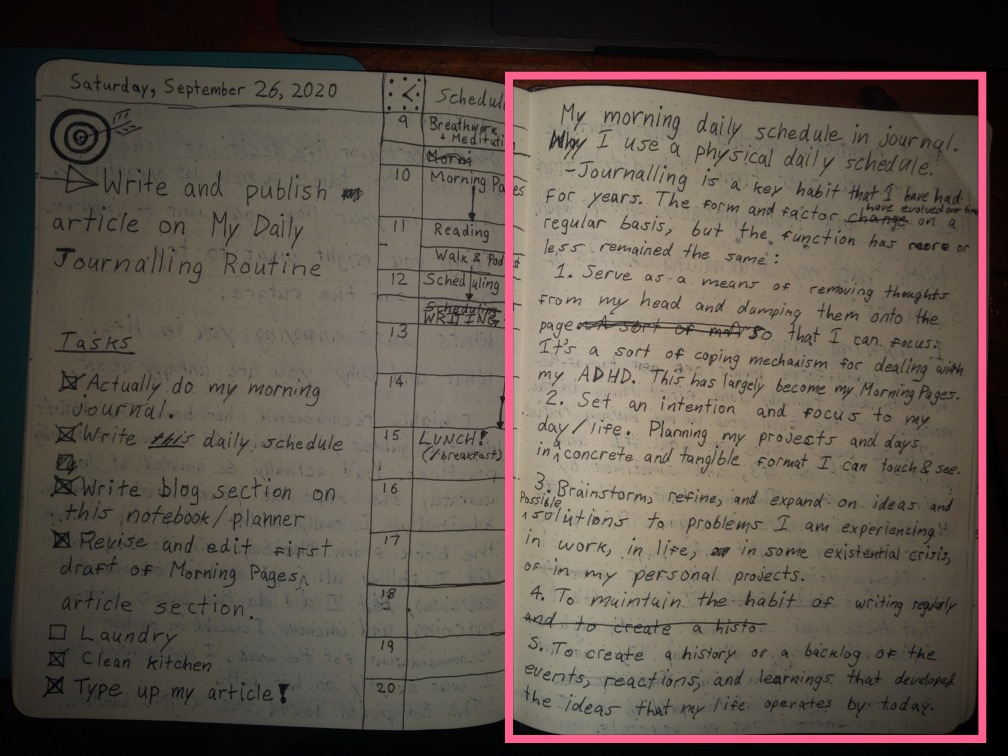 Saturday, September 26, 2020
Write and publish
article on My Daily
Journalling Routine
Tasks
Actually do my morning
journal.
Write this daily schedule
Write blog section on
this notebook/planner
Revise and edit first
draft of Morning Pages
article section.
Laundry
Clean kitchen
Type up my article!
Schedul
9 Breathwork
+ Meditati
Morni
10 Morning Pages
11 Reading
Walk & Pod st
12 Scheduling
Scheduling
WRITING
13
14
15 LUNCH!
(/breakfast)
16
17
18
19
20
My morning daily schedule in journal.
Why I use a physical daily schedule.
-Journalling is a key habit that I have had
for years. The form and factor change have evolved over time on a
regular basis, but the function has more or
less remained the same:
1. Serve as a means of removing thoughts
from my head and dumping them onto the
page. A sort of so that I can focus.
It's a sort of coping mechanism for dealing with
my ADHD. This has largely become my Morning Pages.
2. Set an intention and focus to my
day/life. Planning my projects and days
in concrete and tangible format I can touch & see.
3. Brainstorm, refine, and expand on ideas and
possible solutions to problems I am experiencing
in work, in life, in some existential crisis,
or in my personal projects.
4. To maintain the habit of writing regularly
and to create a histo
5. To create a history or a backlog of the
events, reactions, and learnings that developed
the ideas that my life operates by today.